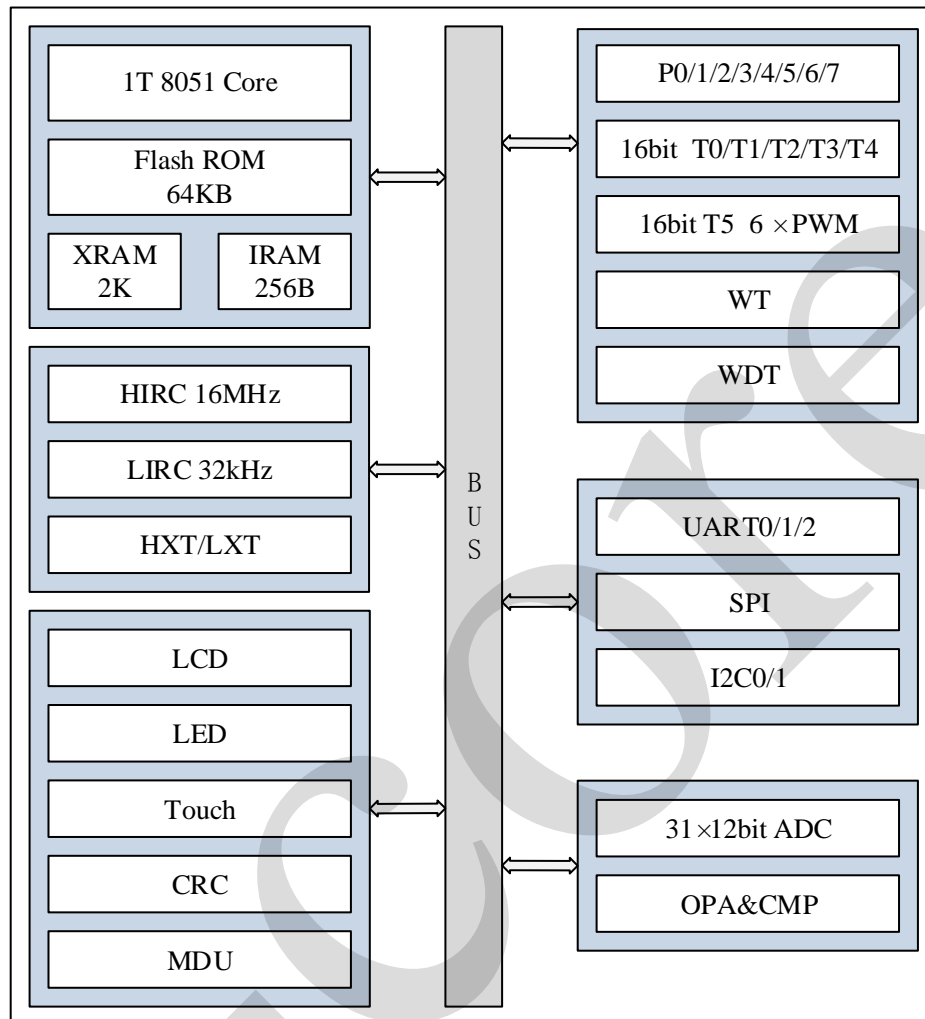 1T 8051 Core
Flash ROM
64KB
XRAM
2K
IRAM
256B
HIRC 16MHz
LIRC 32kHz
HXT/LXT
LCD
LED
Touch
CRC
MDU
B
U
S
P0/1/2/3/4/5/6/7
16bit T0/T1/T2/T3/T4
16bit T5 6 ×PWM
WT
WDT
UART0/1/2
SPI
I2C0/1
31×12bit ADC
OPA&CMP
core